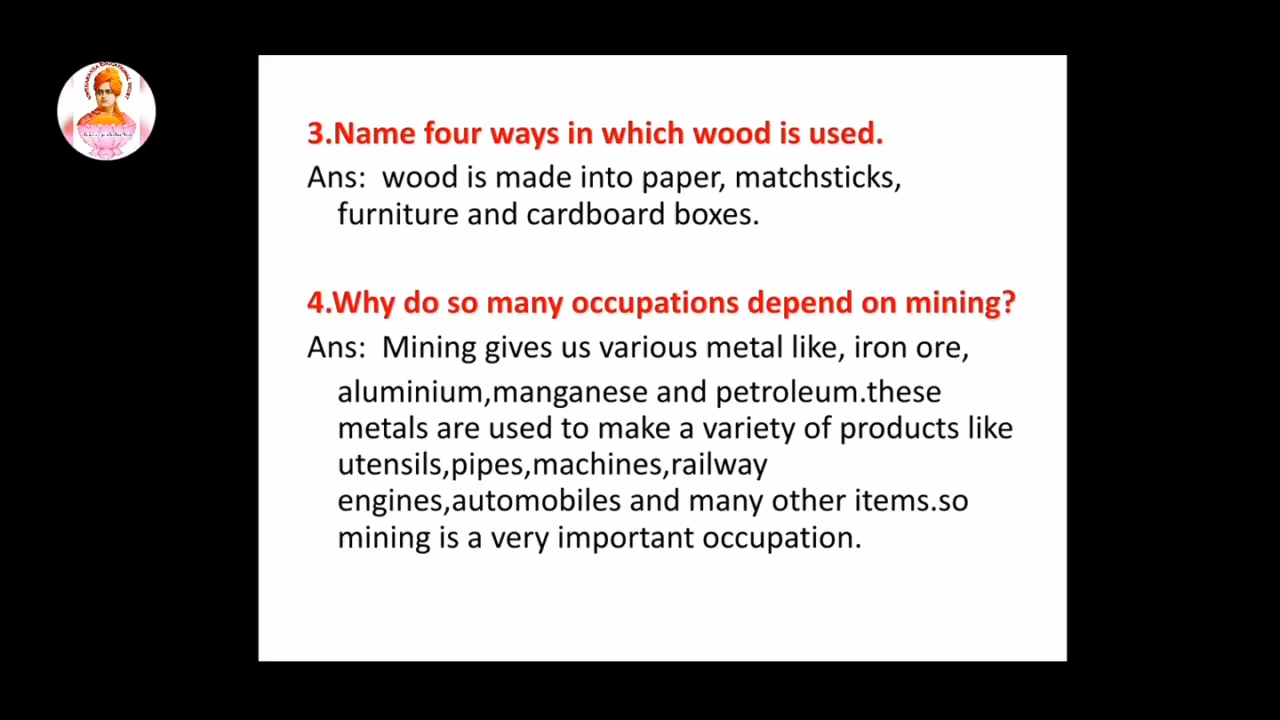 VIVEKANANDA EDUCATIONAL TRUST
3.Name four ways in which wood is used.
Ans: wood is made into paper, matchsticks,
furniture and cardboard boxes.
4.Why do so many occupations depend on mining?
Ans: Mining gives us various metal like, iron ore,
aluminium,manganese and petroleum.these
metals are used to make a variety of products like
utensils,pipes,machines,railway
engines,automobiles and many other items.so
mining is a very important occupation.